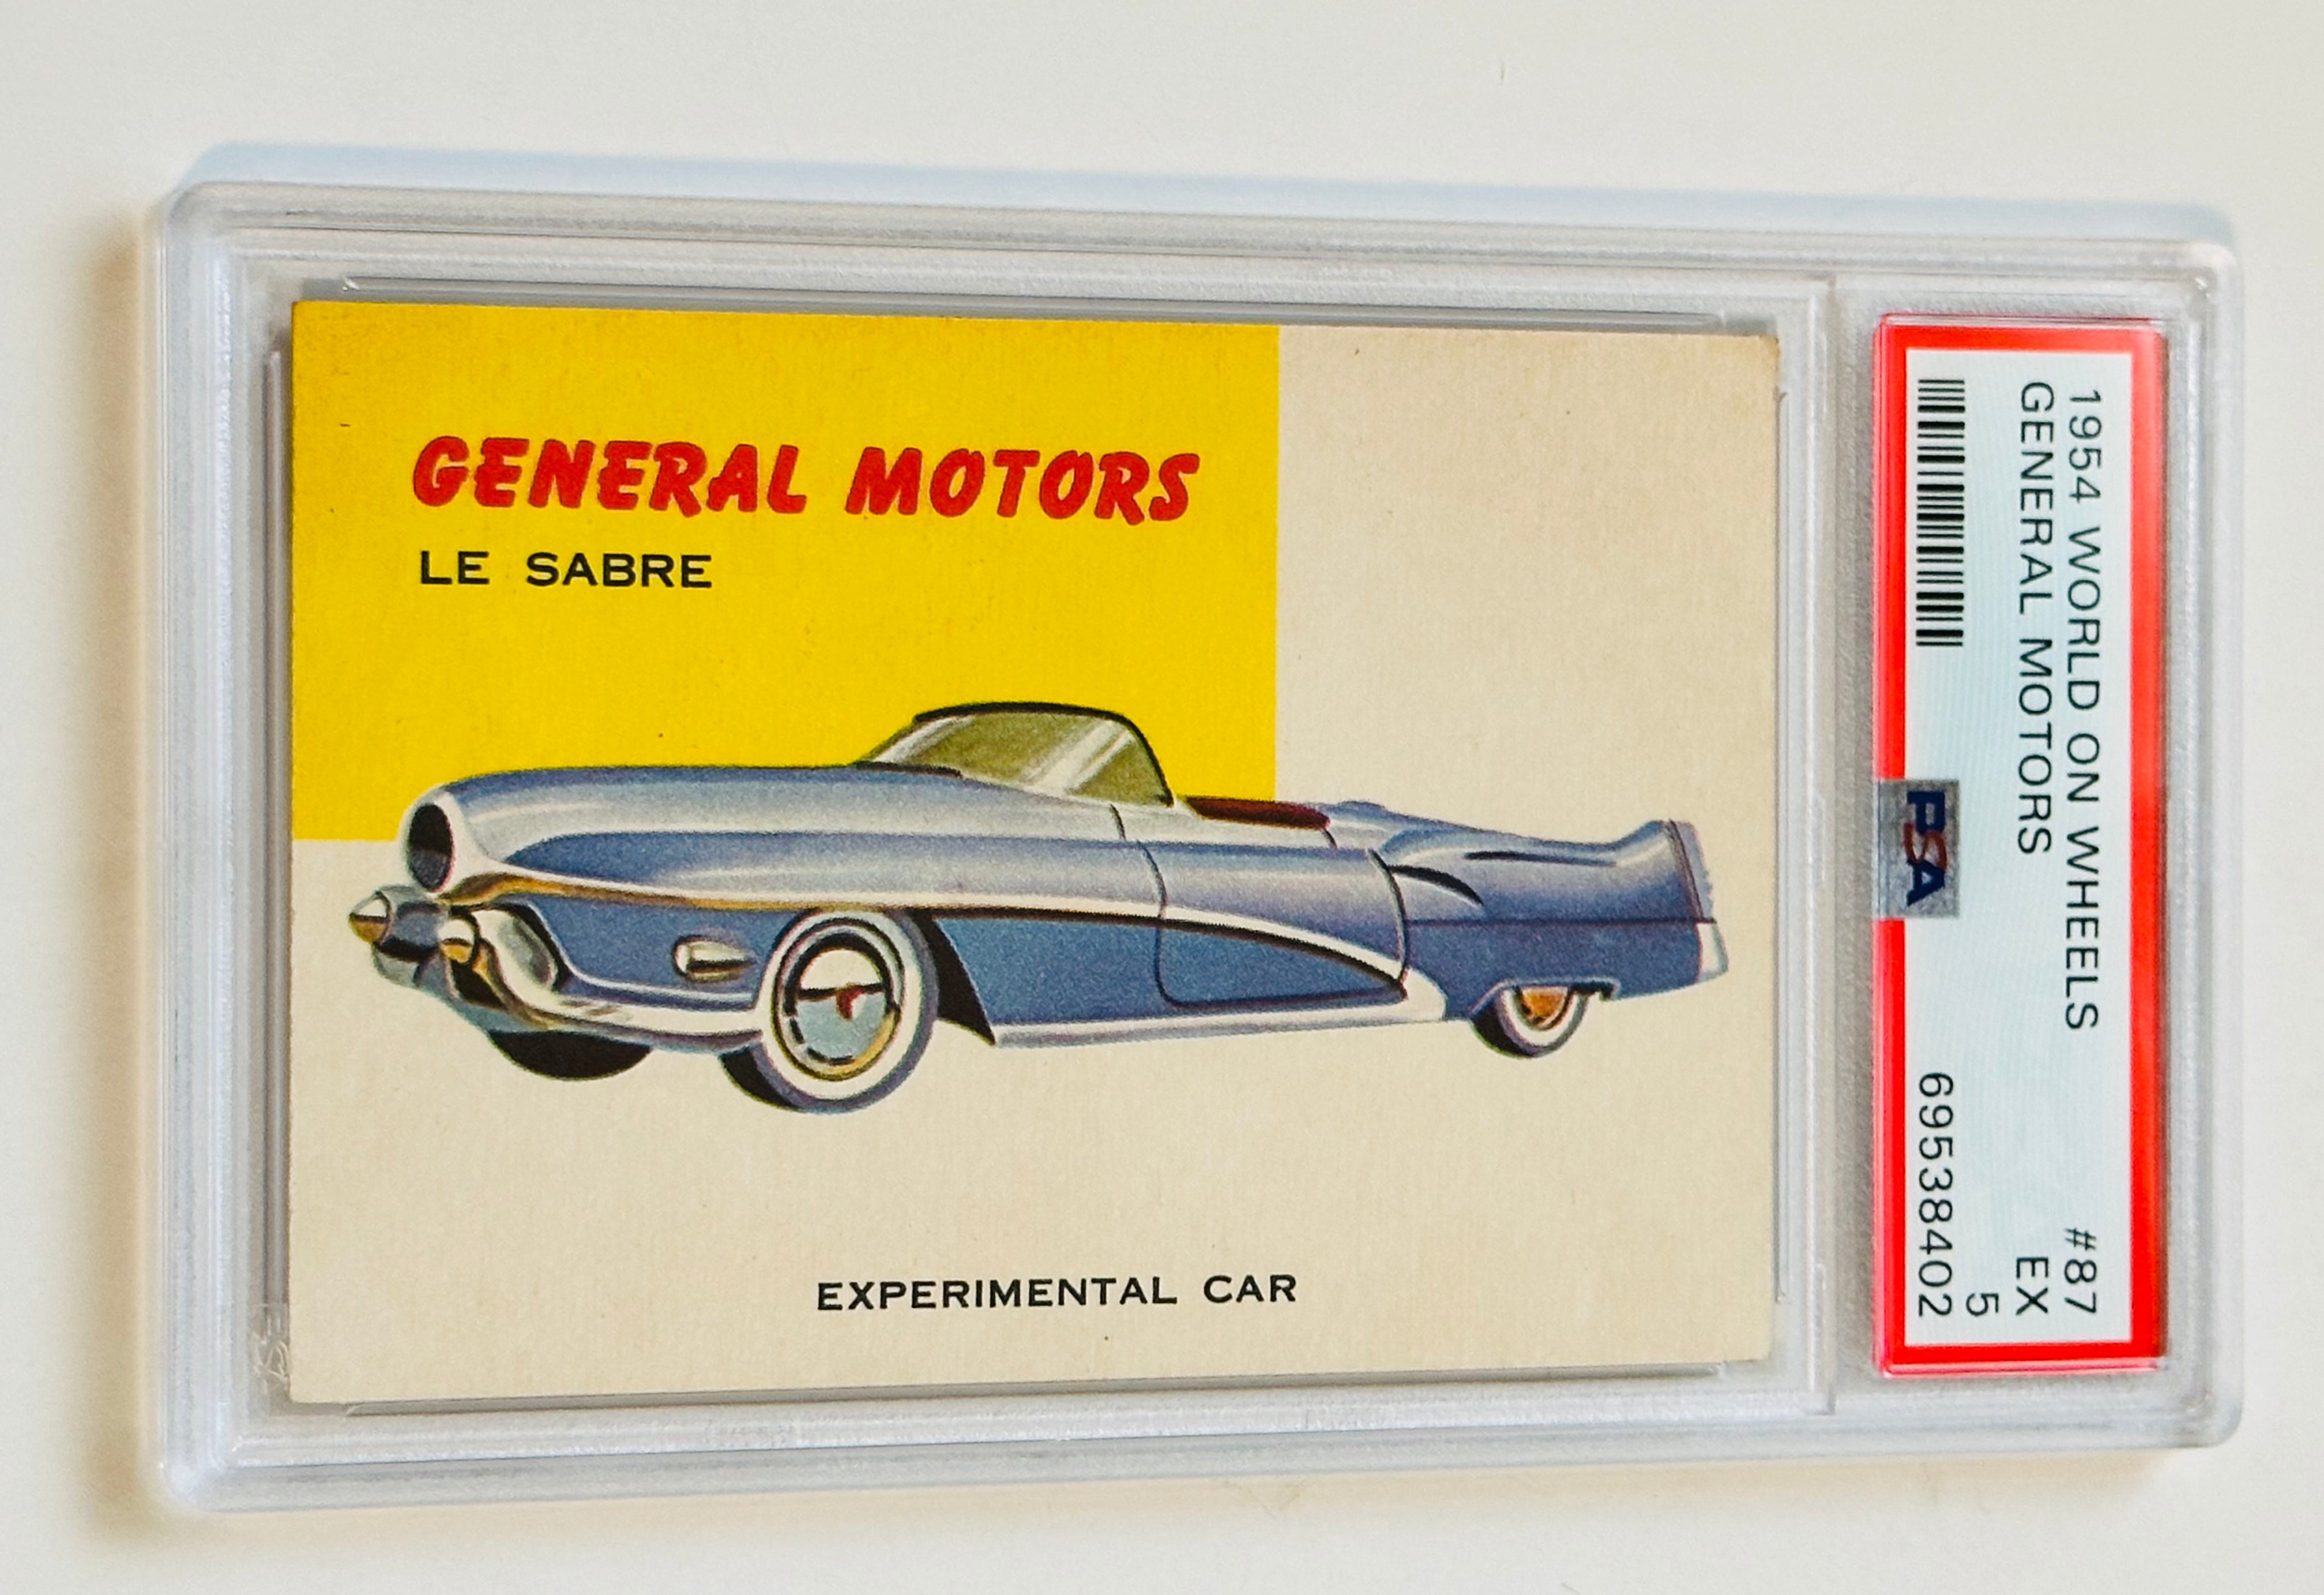 GENERAL MOTORS
LE SABRE
EXPERIMENTAL CAR
1954 WORLD ON WHEELS #87
GENERAL MOTORS EX
5
PSA 69538402